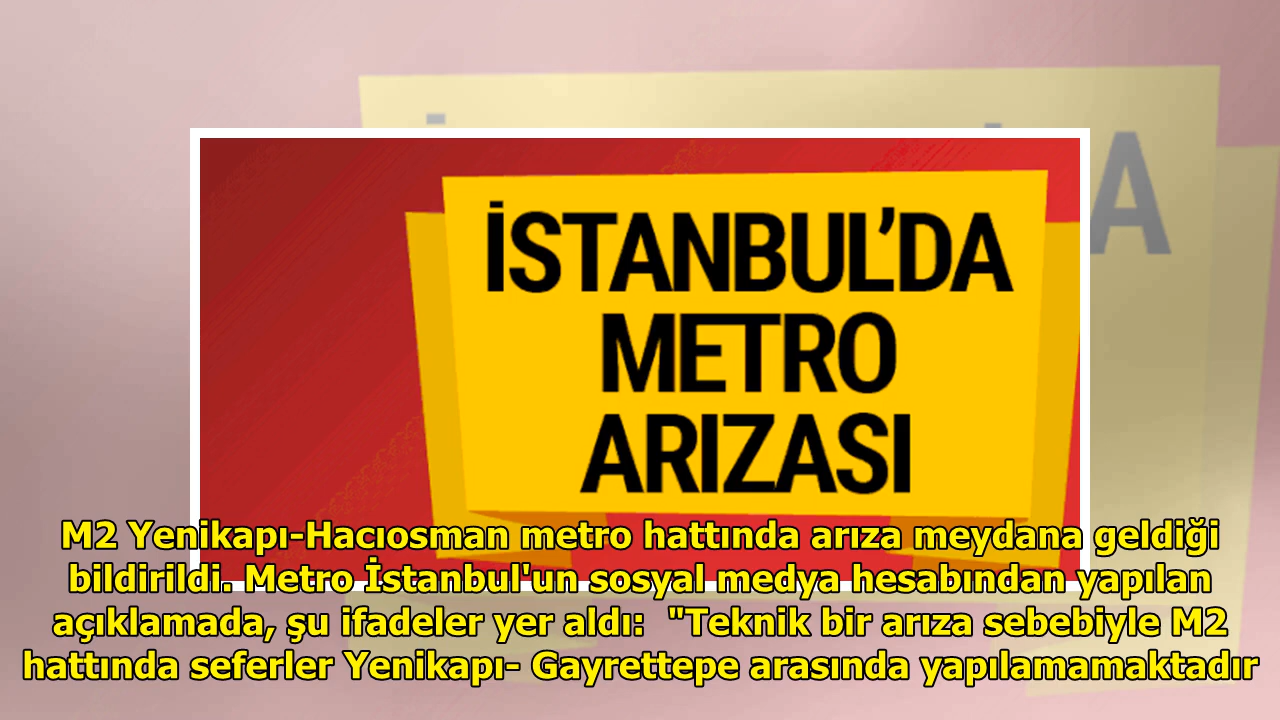 İSTANBUL'DA
METRO
ARIZASI
M2 Yenikapı-Hacıosman metro hattında arıza meydana geldiği
bildirildi. Metro İstanbul'un sosyal medya hesabından yapılan
açıklamada, şu ifadeler yer aldı:  "Teknik bir arıza sebebiyle M2
hattında seferler Yenikapı- Gayrettepe arasında yapılamamaktadır